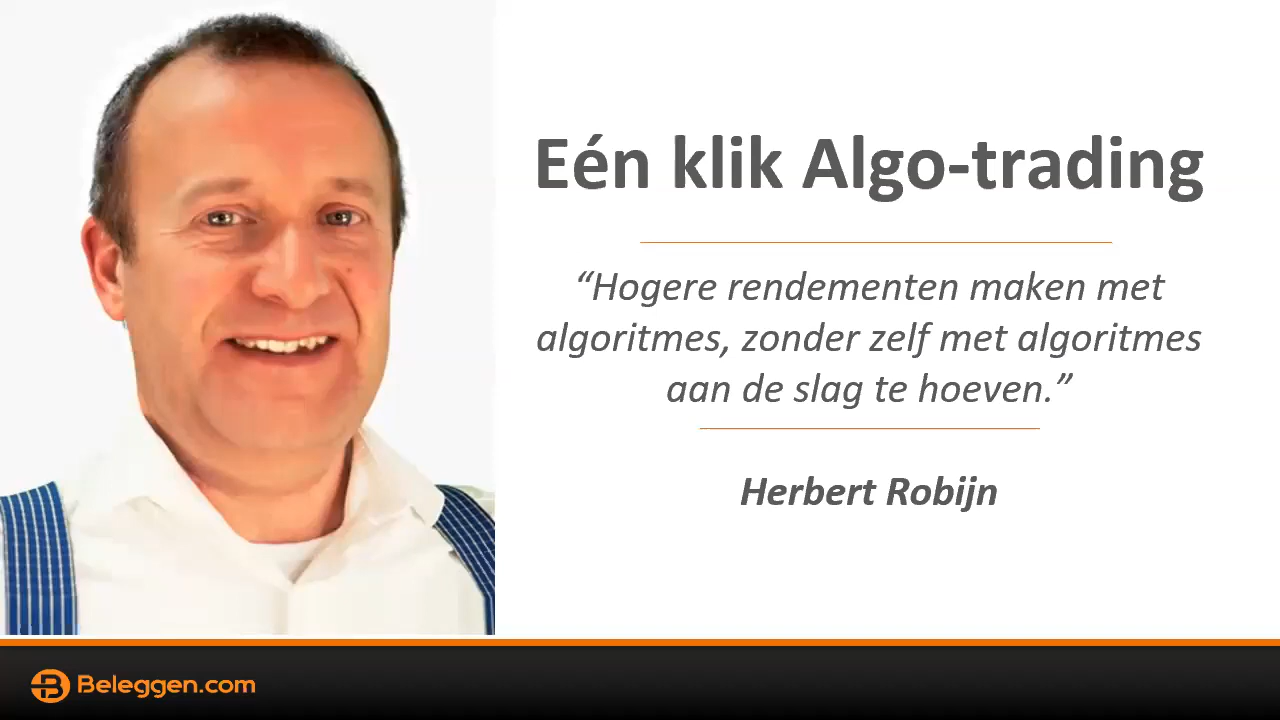 Eén klik Algo-trading
“Hogere rendementen maken met
algoritmes, zonder zelf met algoritmes
aan de slag te hoeven.”
Herbert Robijn
Beleggen.com